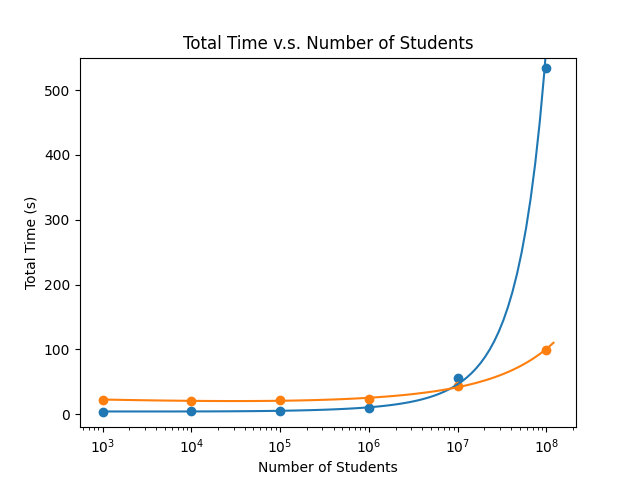 Total Time v.s. Number of Students
Total Time (s)
500
400
300
200
100
0
10³ 10⁴ 10⁵ 10⁶ 10⁷ 10⁸
Number of Students